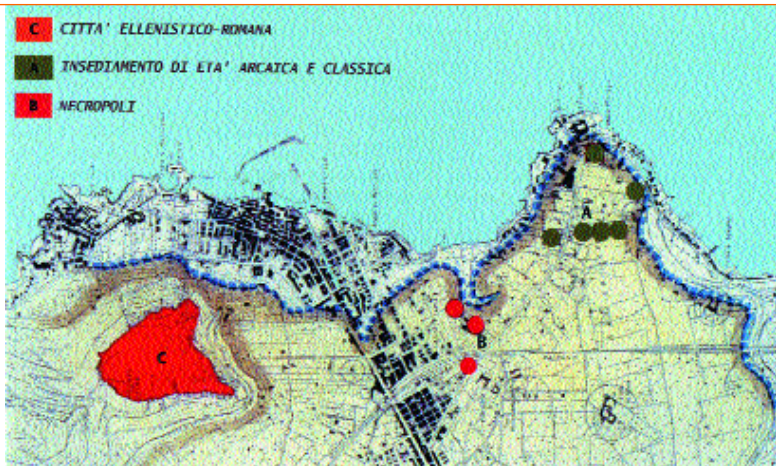 C CITTA' ELLENISTICO-ROMANA
A INSEDIAMENTO DI ETA' ARCAICA E CLASSICA
B NECROPOLI
A
B
C